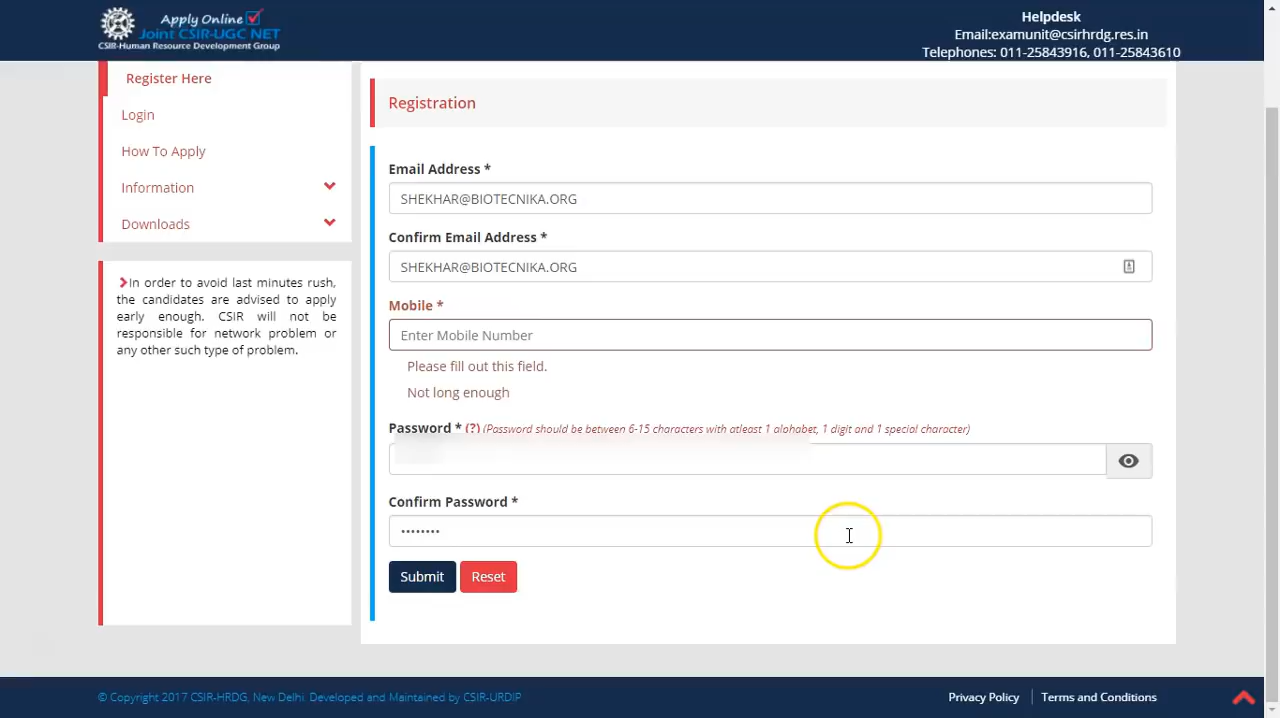 Apply Online
Joint CSIR-UGC NET
CSIR-Human Resource Development Group
Helpdesk
Email:examunit@csirhrdg.res.in
Telephones: 011-25843916, 011-25843610
Register Here
Login
How To Apply
Information
Downloads
In order to avoid last minutes rush,
the candidates are advised to apply
early enough. CSIR will not be
responsible for network problem or
any other such type of problem.
Registration
Email Address *
SHEKHAR@BIOTECNIKA.ORG
Confirm Email Address *
SHEKHAR@BIOTECNIKA.ORG
Mobile *
Enter Mobile Number
Please fill out this field.
Not long enough
Password * (?) (Password should be between 6-15 characters with atleast 1 alphabet, 1 digit and 1 special character)
Confirm Password *
••••••••
Submit
Reset
© Copyright 2017 CSIR-HRDG, New Delhi. Developed and Maintained by CSIR-URDIP
Privacy Policy
Terms and Conditions